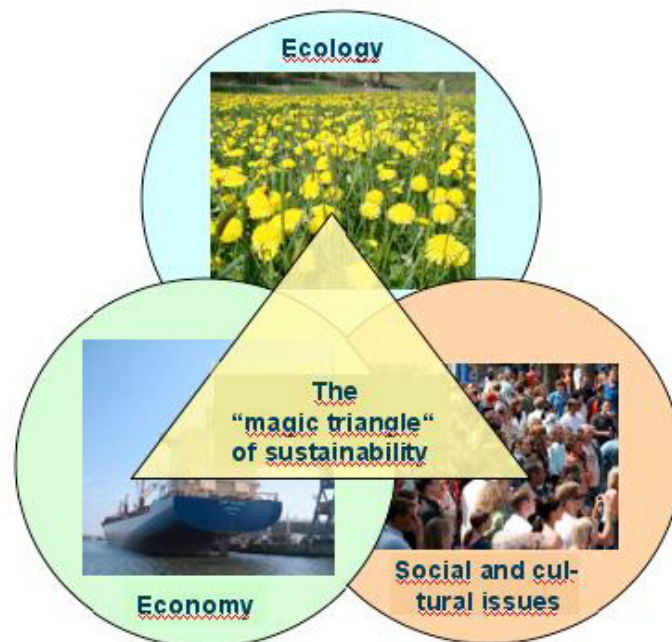 Ecology
The
“magic triangle“
of sustainability
Economy
Social and cul-
tural issues